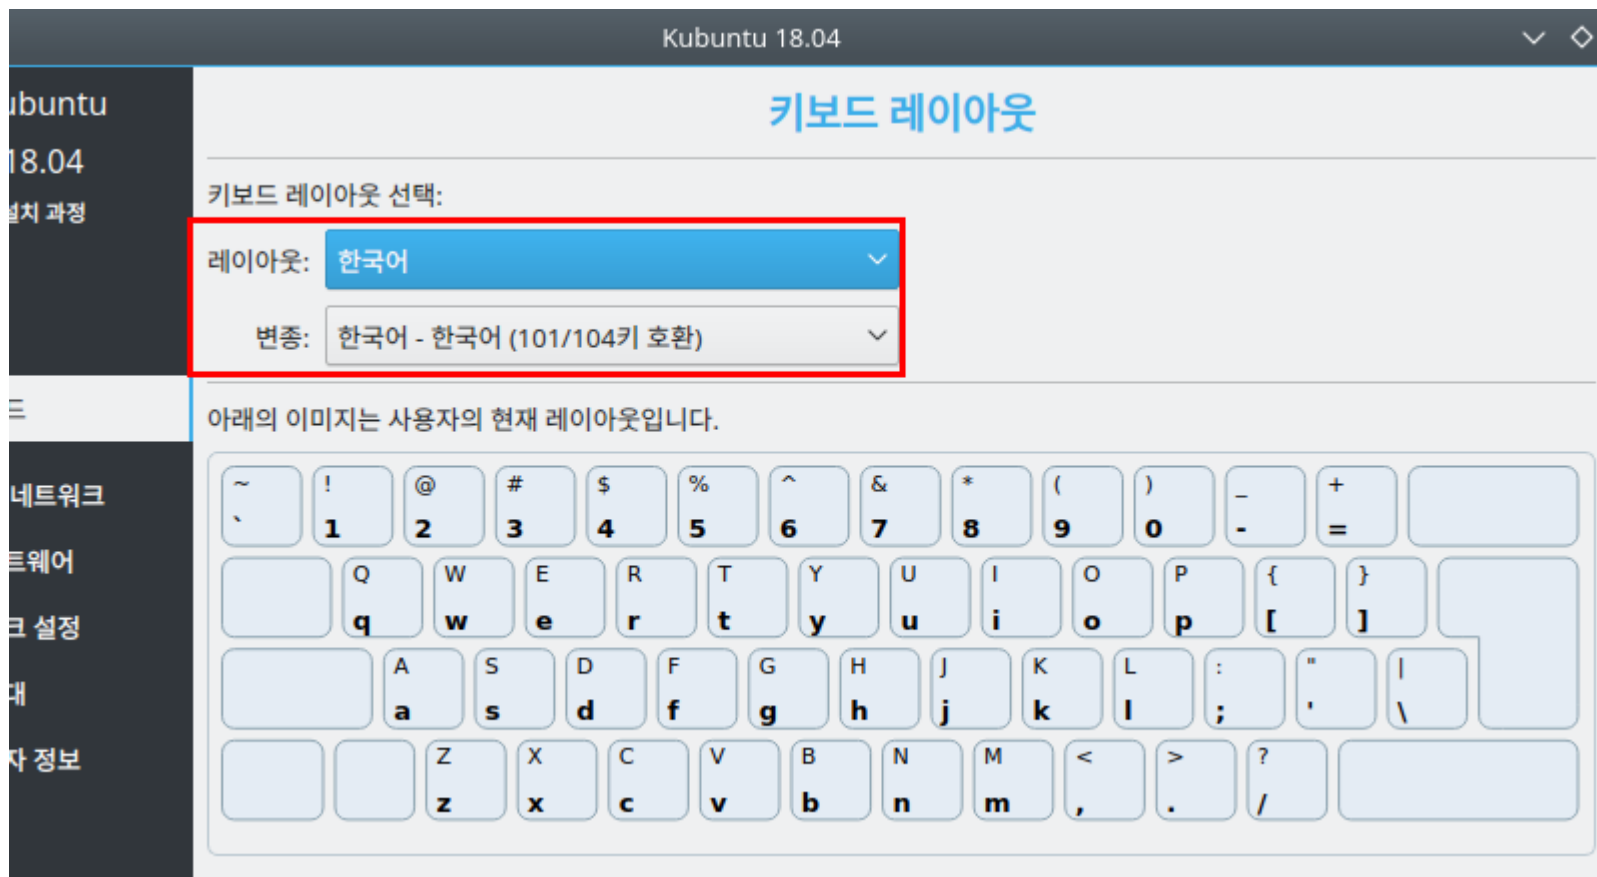 Kubuntu 18.04
ubuntu
18.04
설치 과정
키보드 레이아웃
키보드 레이아웃 선택:
레이아웃: 한국어
변종: 한국어 - 한국어 (101/104키 호환)
드
아래의 이미지는 사용자의 현재 레이아웃입니다.
네트워크
트웨어
크 설정
대
자 정보
~ ! @ # $ % ^ & * ( ) _ +
` 1 2 3 4 5 6 7 8 9 0 - =
Q W E R T Y U I O P { }
q w e r t y u i o p [ ]
A S D F G H J K L : " |
a s d f g h j k l ; ' \
Z X C V B N M < > ?
z x c v b n m , . /